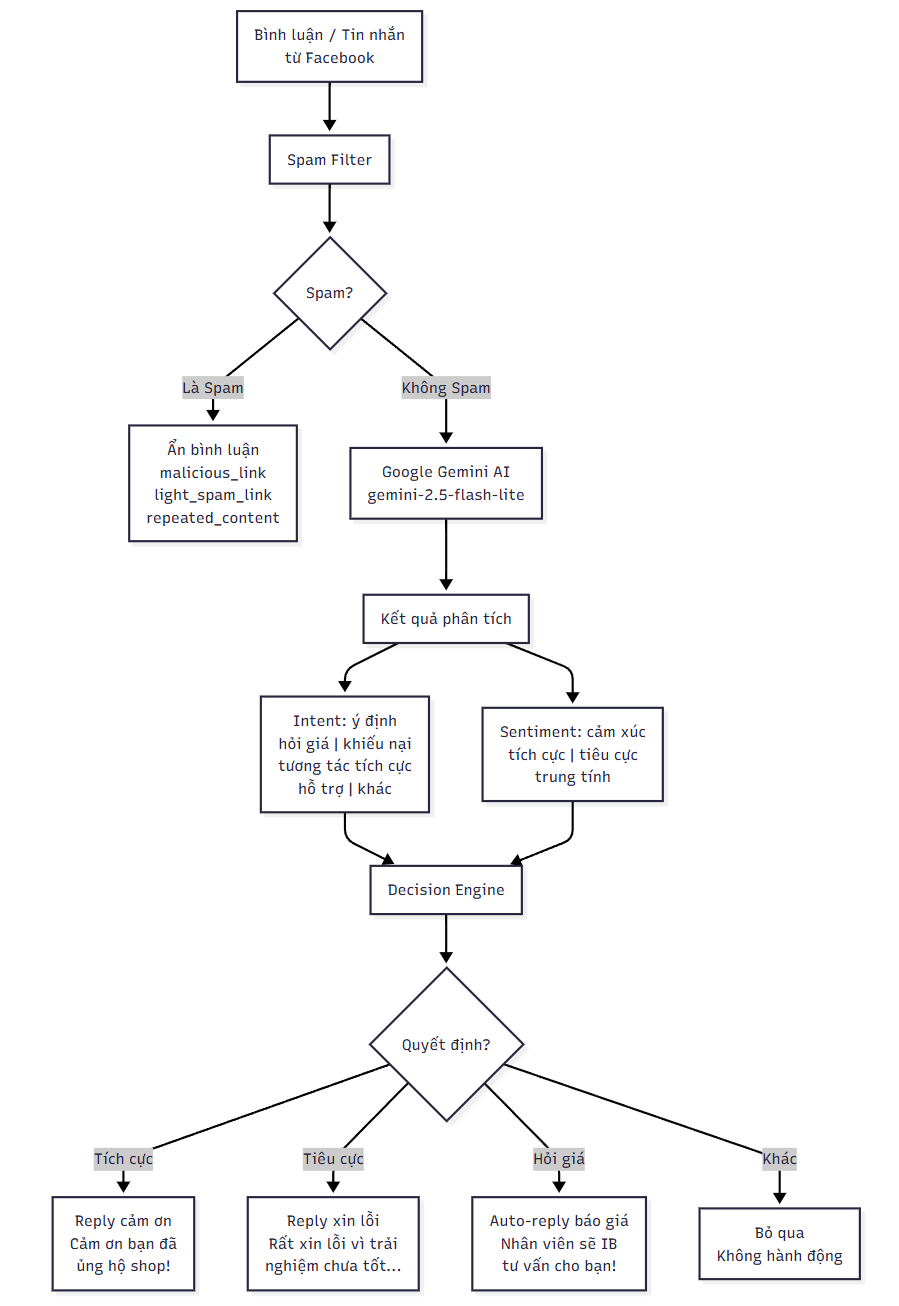 Bình luận / Tin nhắn
từ Facebook
Spam Filter
Spam?
Là Spam
Không Spam
Ẩn bình luận
malicious_link
light_spam_link
repeated_content
Google Gemini AI
gemini-2.5-flash-lite
Kết quả phân tích
Intent: ý định
hỏi giá | khiếu nại
tương tác tích cực
hỗ trợ | khác
Sentiment: cảm xúc
tích cực | tiêu cực
trung tính
Decision Engine
Quyết định?
Tích cực
Tiêu cực
Hỏi giá
Khác
Reply cảm ơn
Cảm ơn bạn đã
ủng hộ shop!
Reply xin lỗi
Rất xin lỗi vì trải
nghiệm chưa tốt...
Auto-reply báo giá
Nhân viên sẽ IB
tư vấn cho bạn!
Bỏ qua
Không hành động